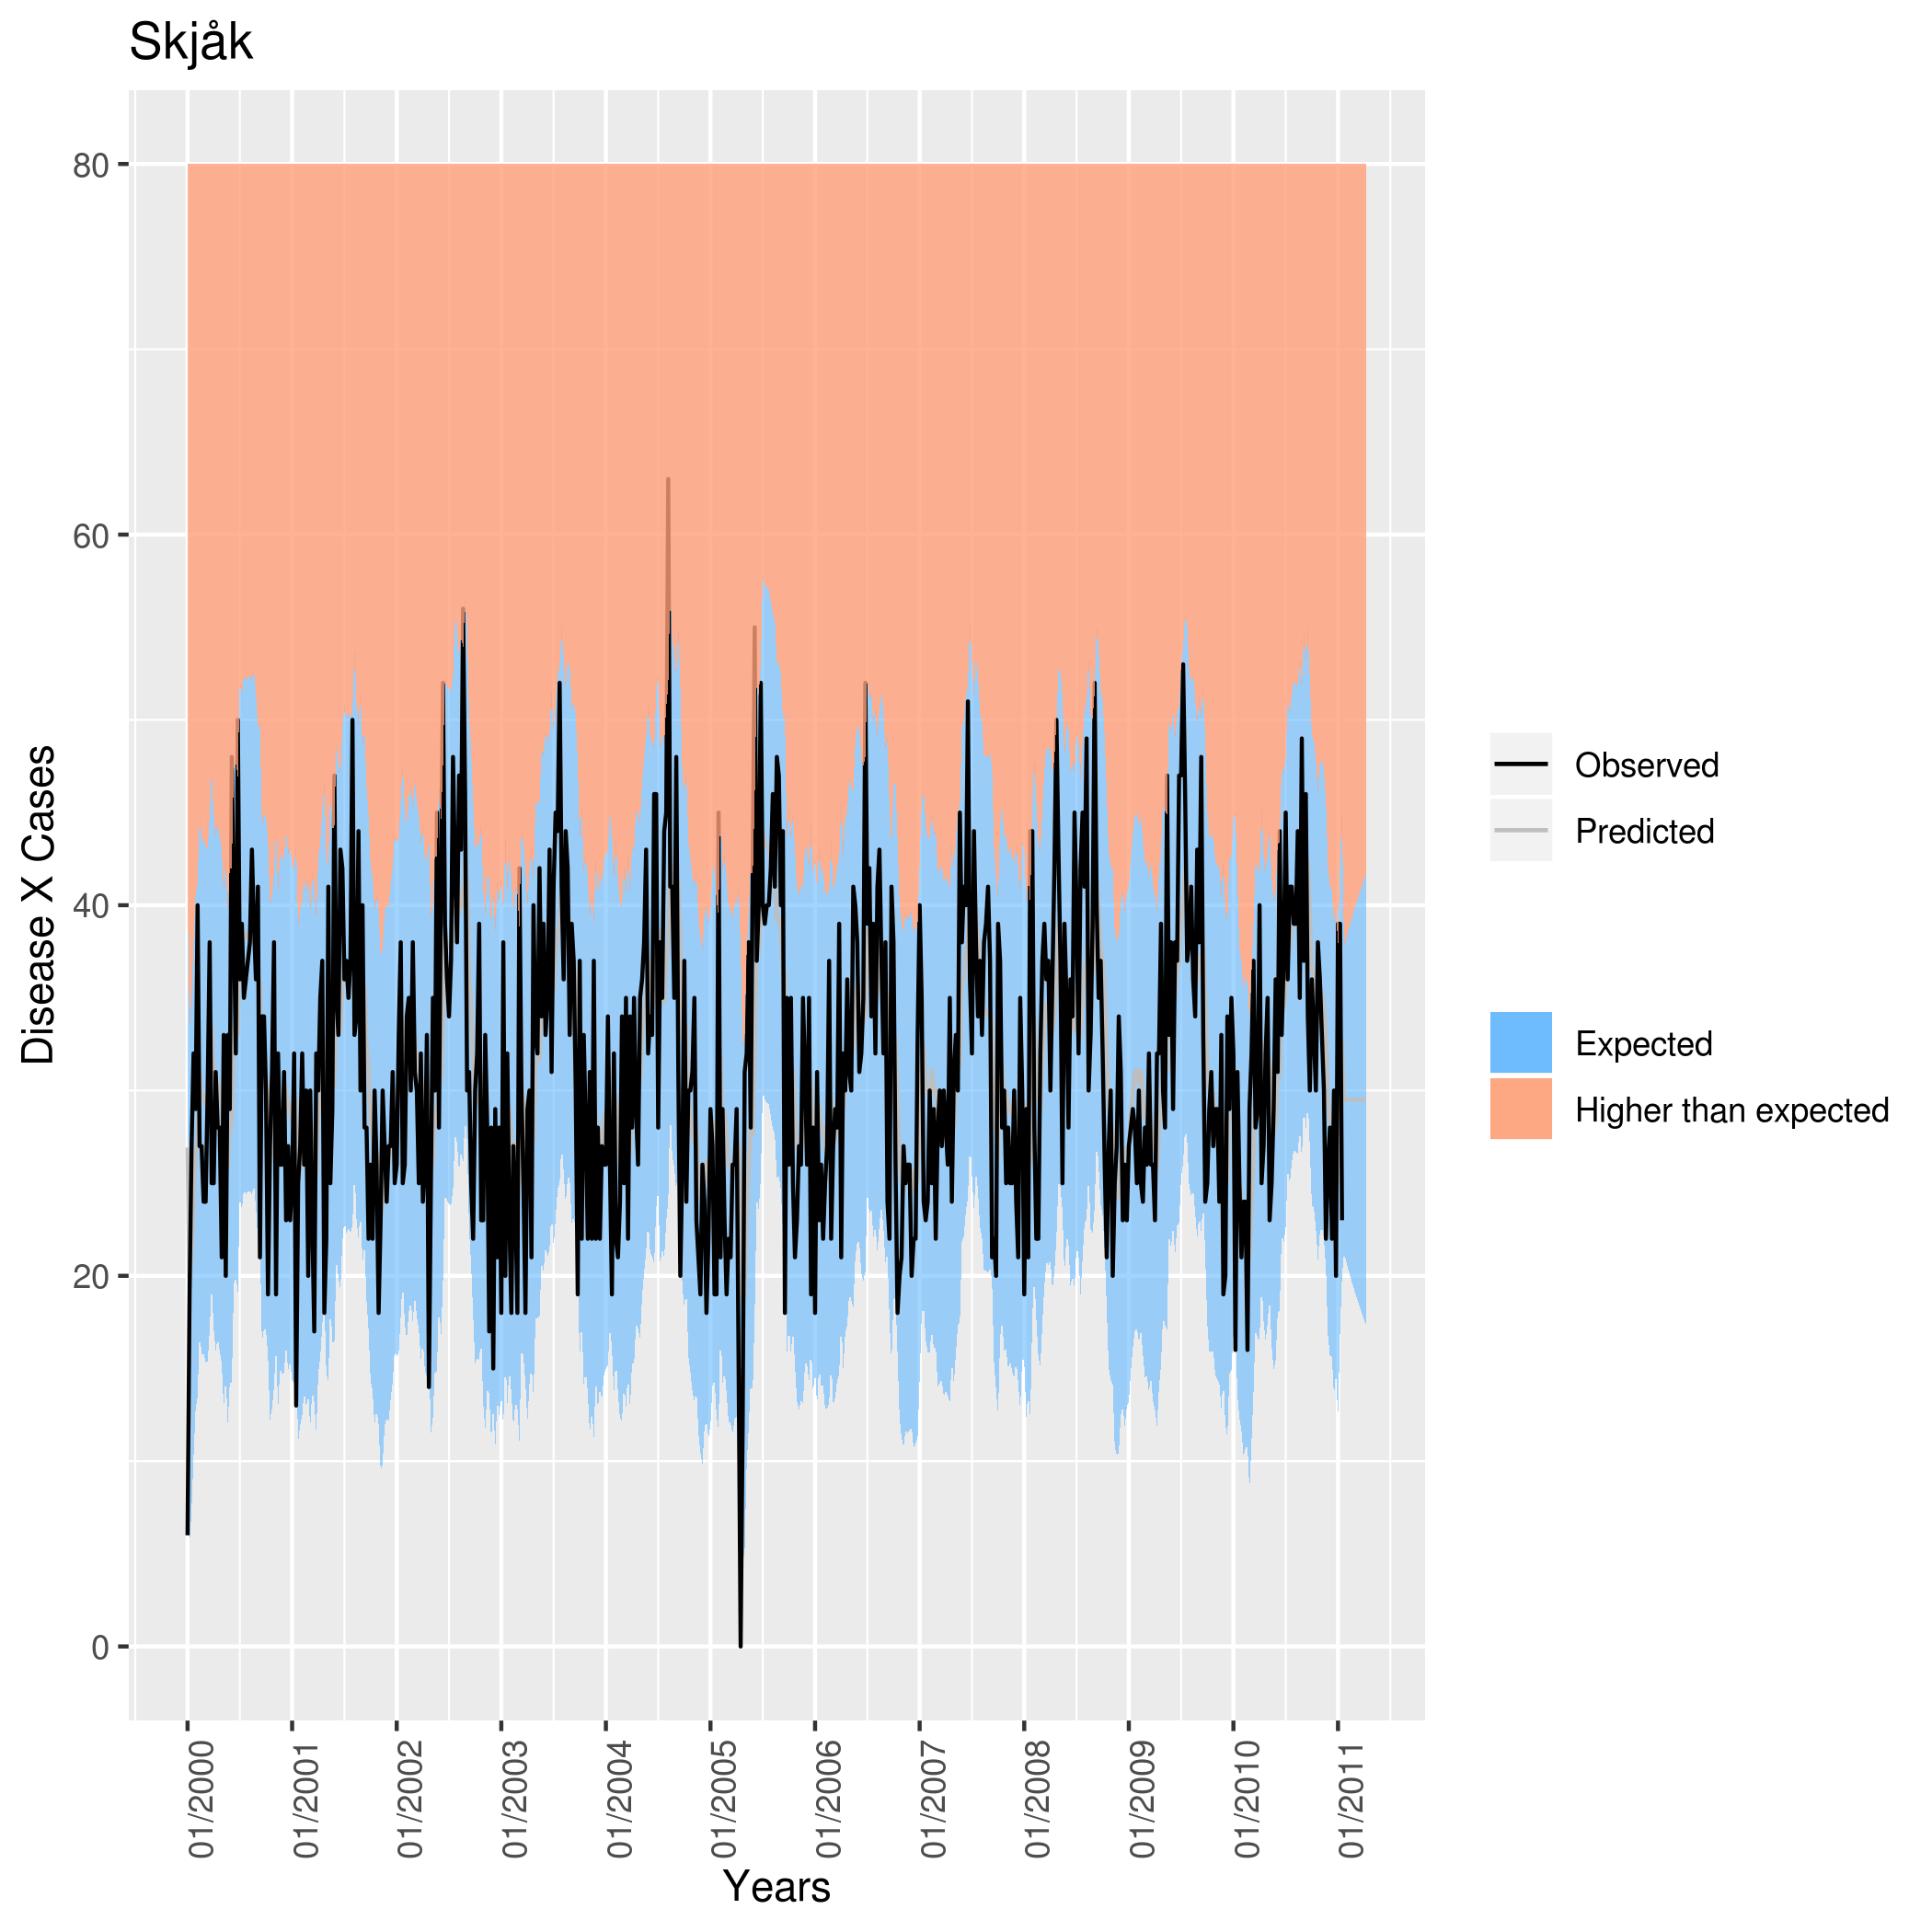 Skjåk
80
60
40
20
0
Disease X Cases
01/2000
01/2001
01/2002
01/2003
01/2004
01/2005
01/2006
01/2007
01/2008
01/2009
01/2010
01/2011
Years
Observed
Predicted
Expected
Higher than expected